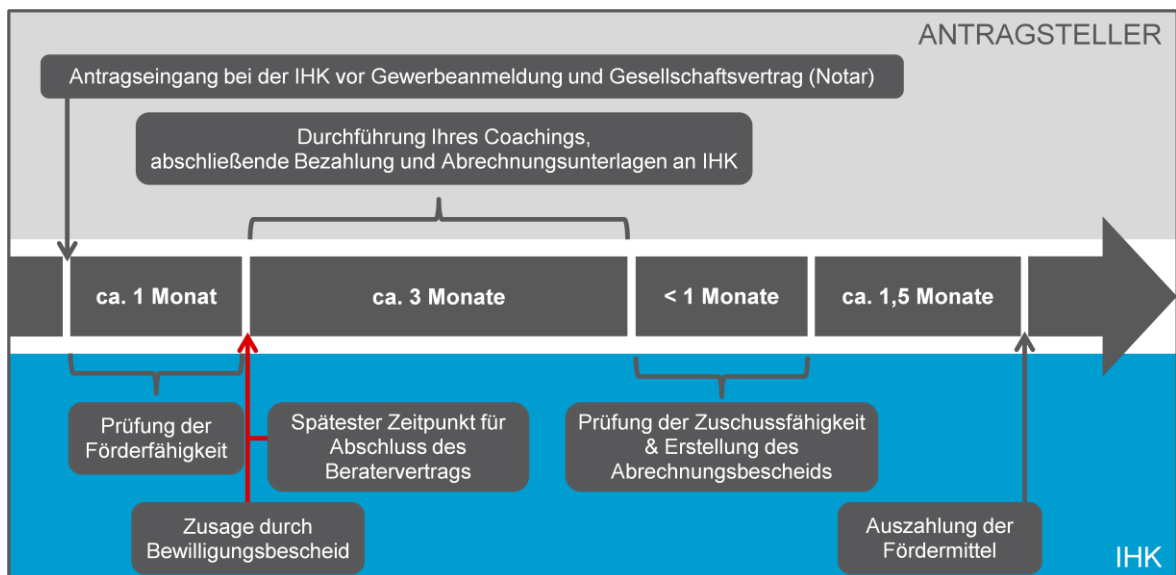 ANTRAGSTELLER
Antragseingang bei der IHK vor Gewerbeanmeldung und Gesellschaftsvertrag (Notar)
Durchführung Ihres Coachings,
abschließende Bezahlung und Abrechnungsunterlagen an IHK
ca. 1 Monat
ca. 3 Monate
< 1 Monate
ca. 1,5 Monate
Prüfung der
Förderfähigkeit
Spätester Zeitpunkt für
Abschluss des
Beratervertrags
Prüfung der Zuschussfähigkeit
& Erstellung des
Abrechnungsbescheids
Zusage durch
Bewilligungsbescheid
Auszahlung der
Fördermittel
IHK